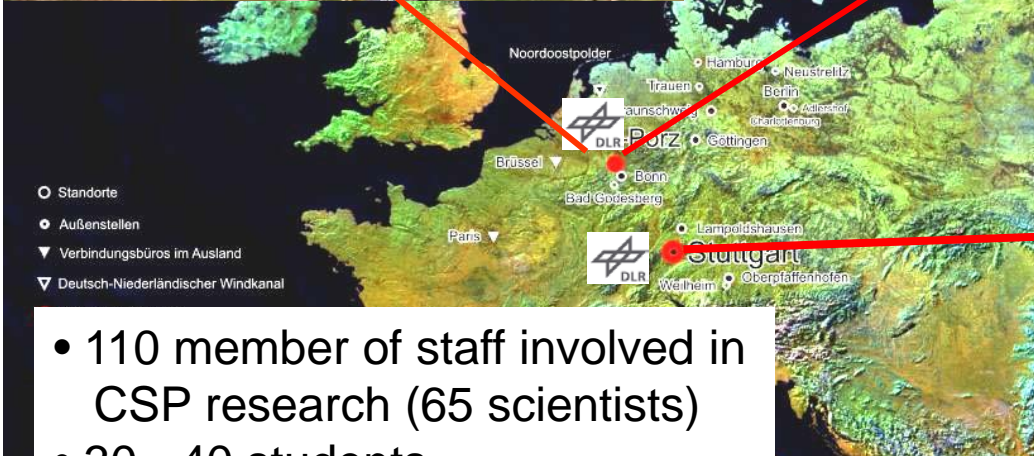 Noordoostpolder
Hamburg
Neustrelitz
Trauen
Berlin
Adlershof
Charlottenburg
aunschweig
DLR
-Porz
Göttingen
Brüssel
Bonn
Bad Godesberg
Standorte
Außenstellen
Paris
Lampoldshausen
Verbindungsbüros im Ausland
Stuttgart
DLR
Weilheim
Oberpfaffenhofen
Deutsch-Niederländischer Windkanal
• 110 member of staff involved in
CSP research (65 scientists)
students